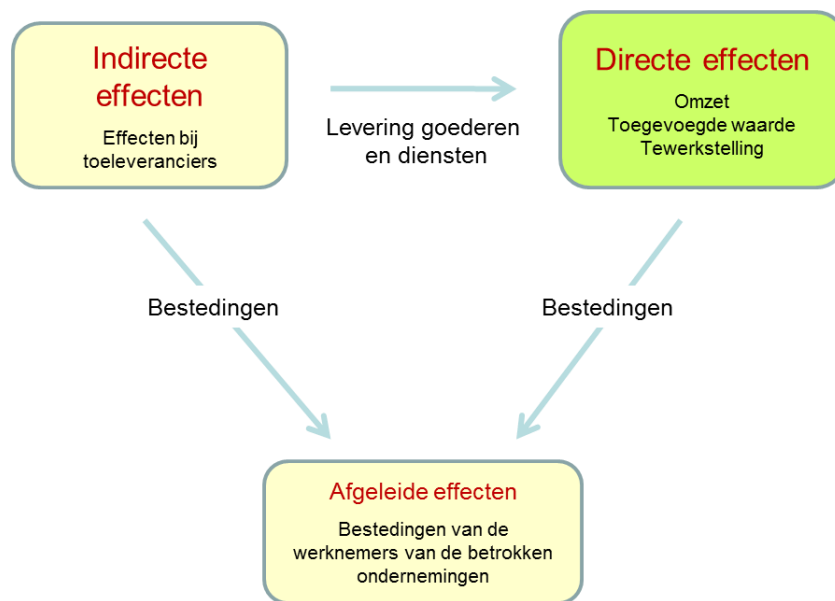 Indirecte
effecten
Effecten bij
toeleveranciers
Levering goederen
en diensten
Directe effecten
Omzet
Toegevoegde waarde
Tewerkstelling
Bestedingen
Bestedingen
Afgeleide effecten
Bestedingen van de
werknemers van de betrokken
ondernemingen